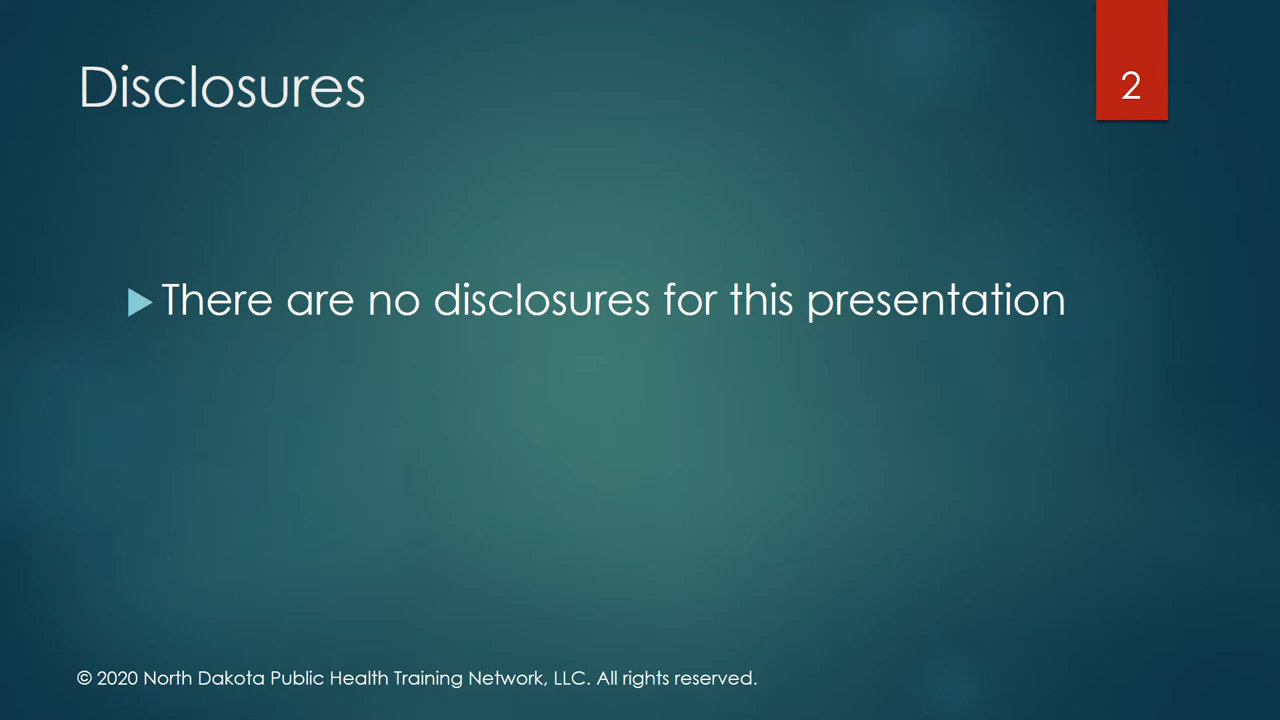 Disclosures
2
There are no disclosures for this presentation
© 2020 North Dakota Public Health Training Network, LLC. All rights reserved.